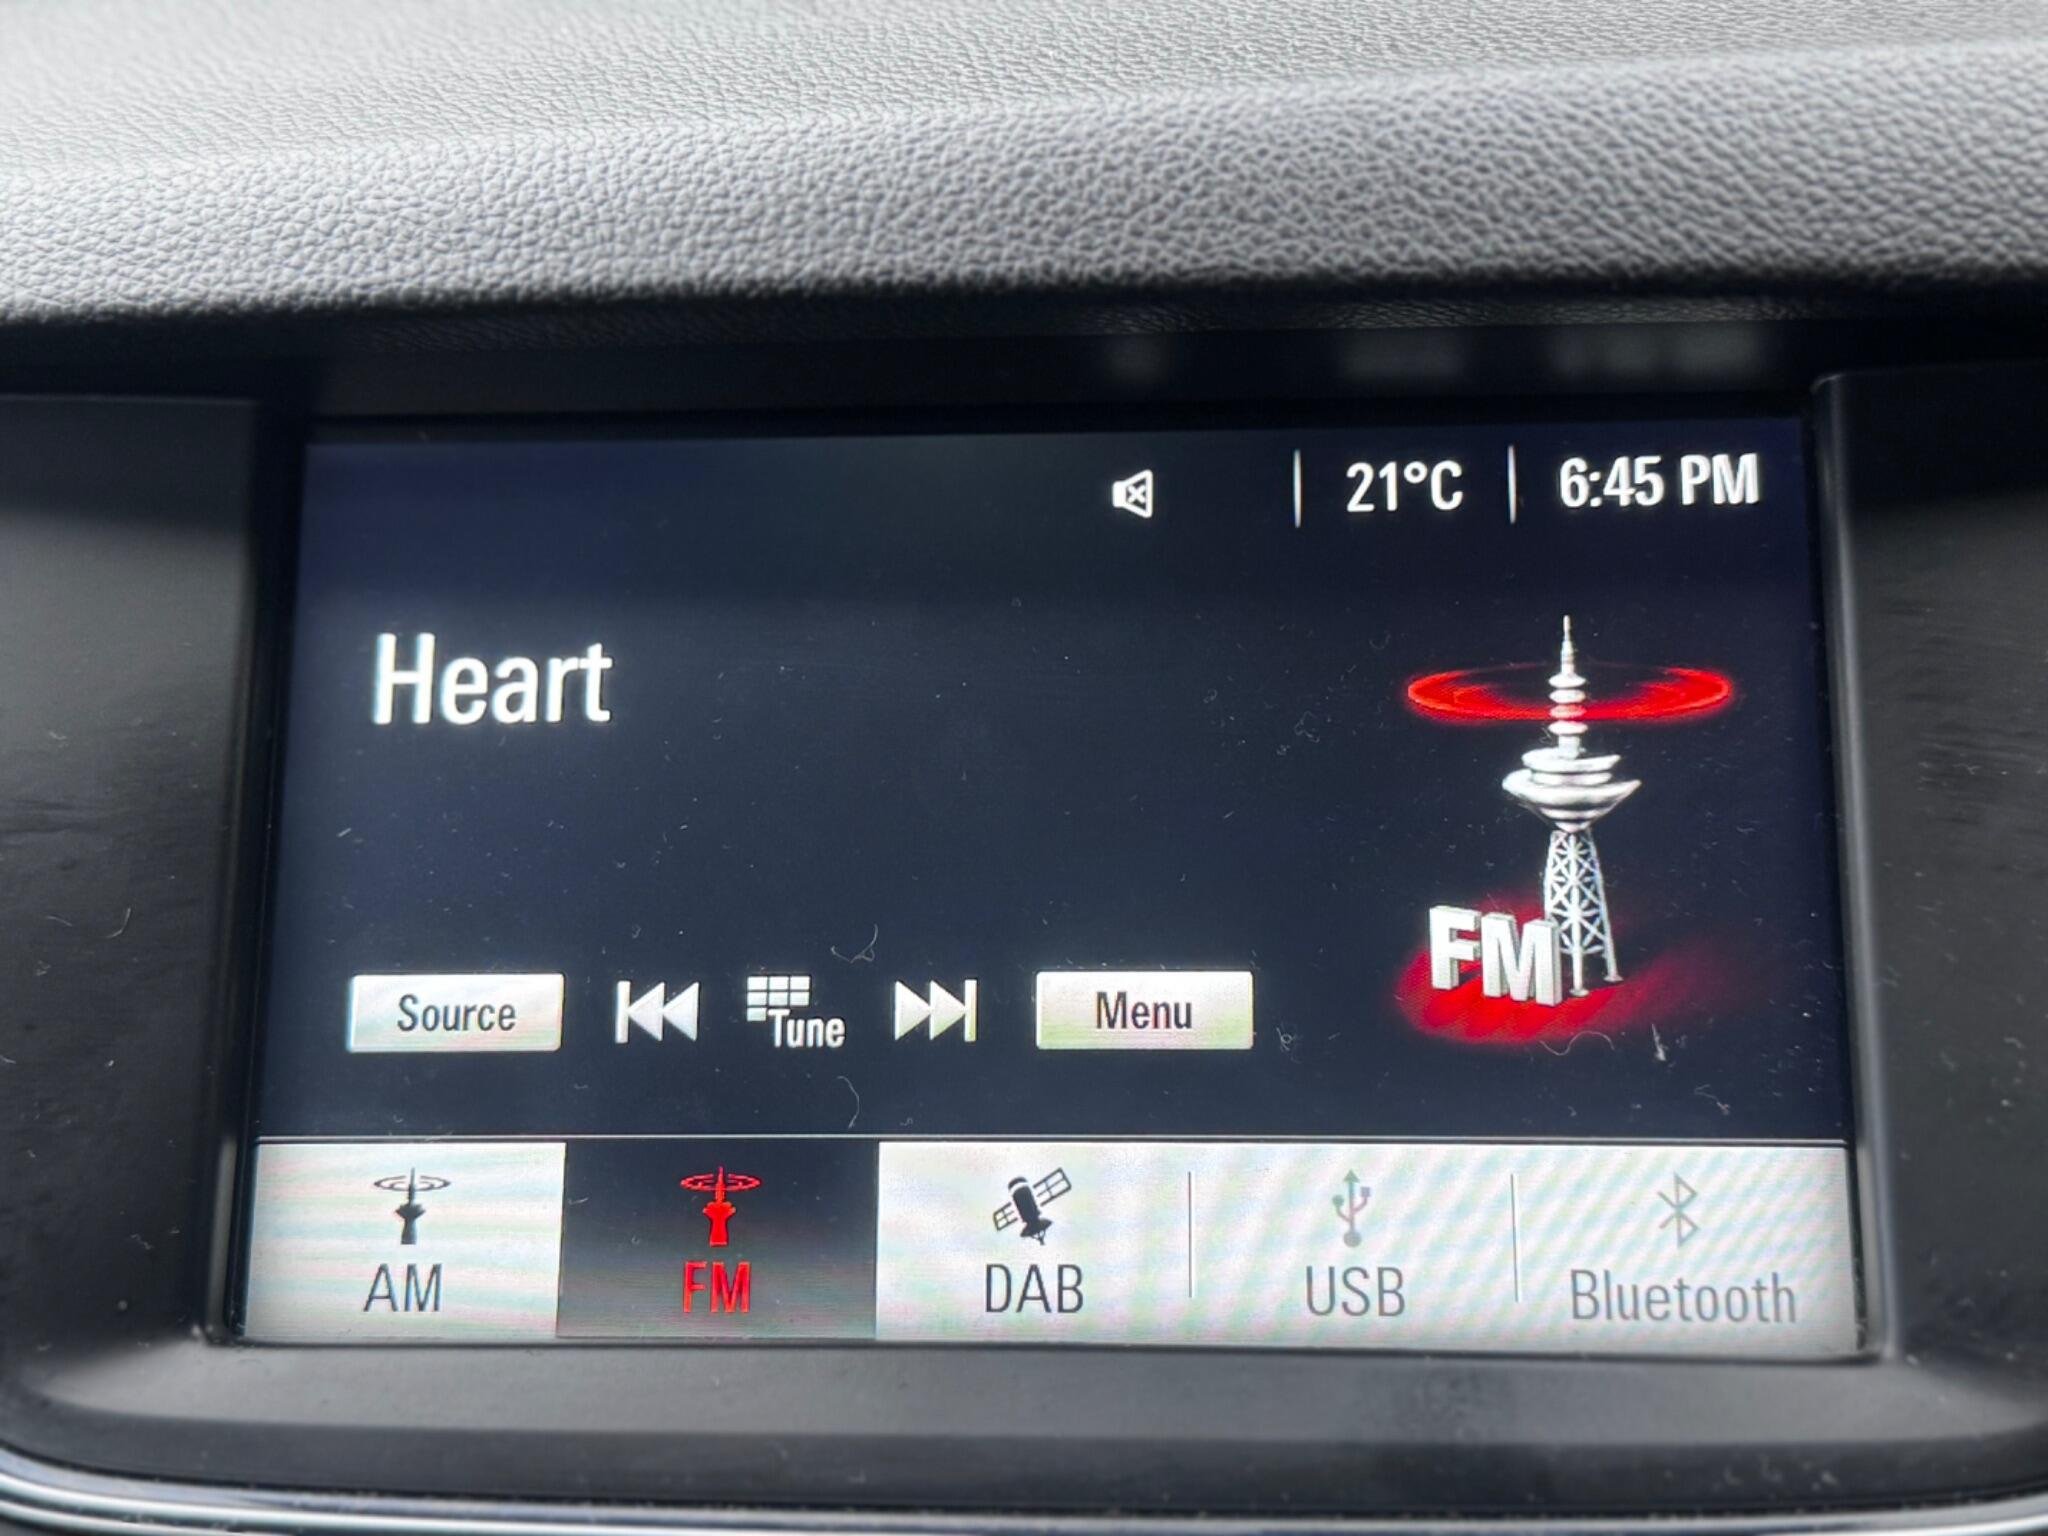 21°C
6:45 PM
Heart
FM
Source
Tune
Menu
AM
FM
DAB
USB
Bluetooth